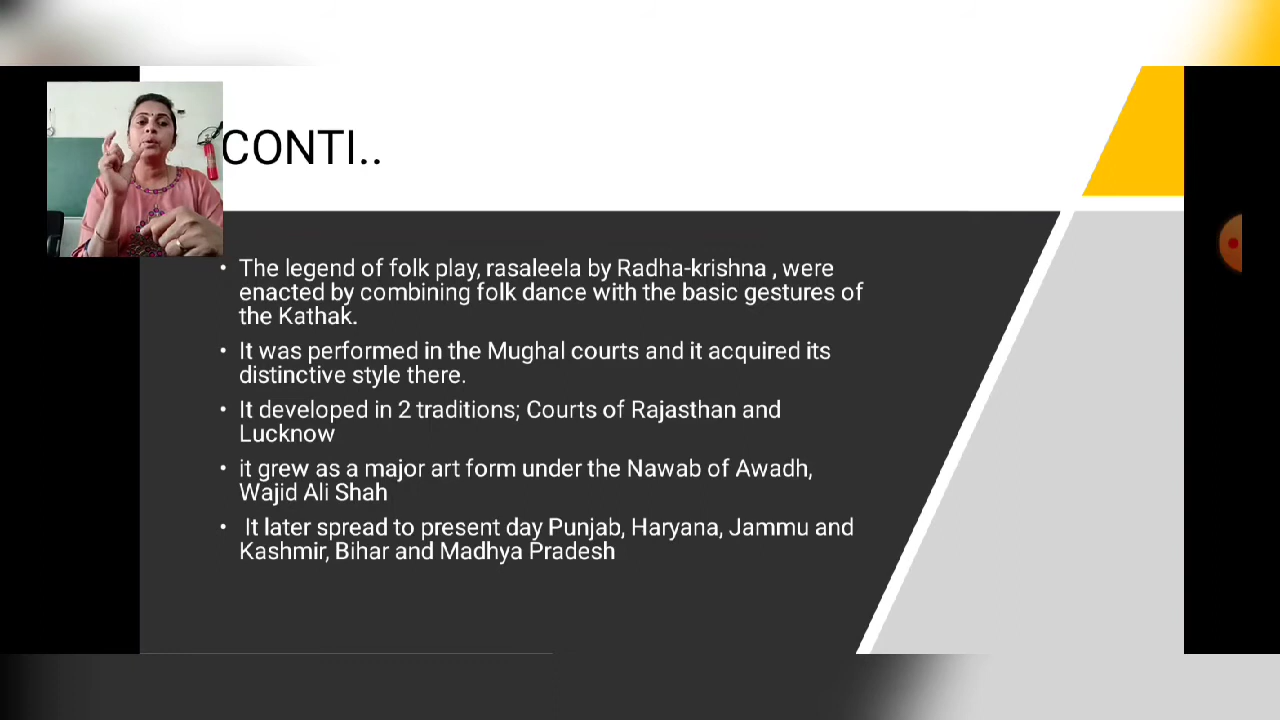 CONTI..
• The legend of folk play, rasaleela by Radha-krishna , were
enacted by combining folk dance with the basic gestures of
the Kathak.
• It was performed in the Mughal courts and it acquired its
distinctive style there.
• It developed in 2 traditions; Courts of Rajasthan and
Lucknow
• it grew as a major art form under the Nawab of Awadh,
Wajid Ali Shah
• It later spread to present day Punjab, Haryana, Jammu and
Kashmir, Bihar and Madhya Pradesh